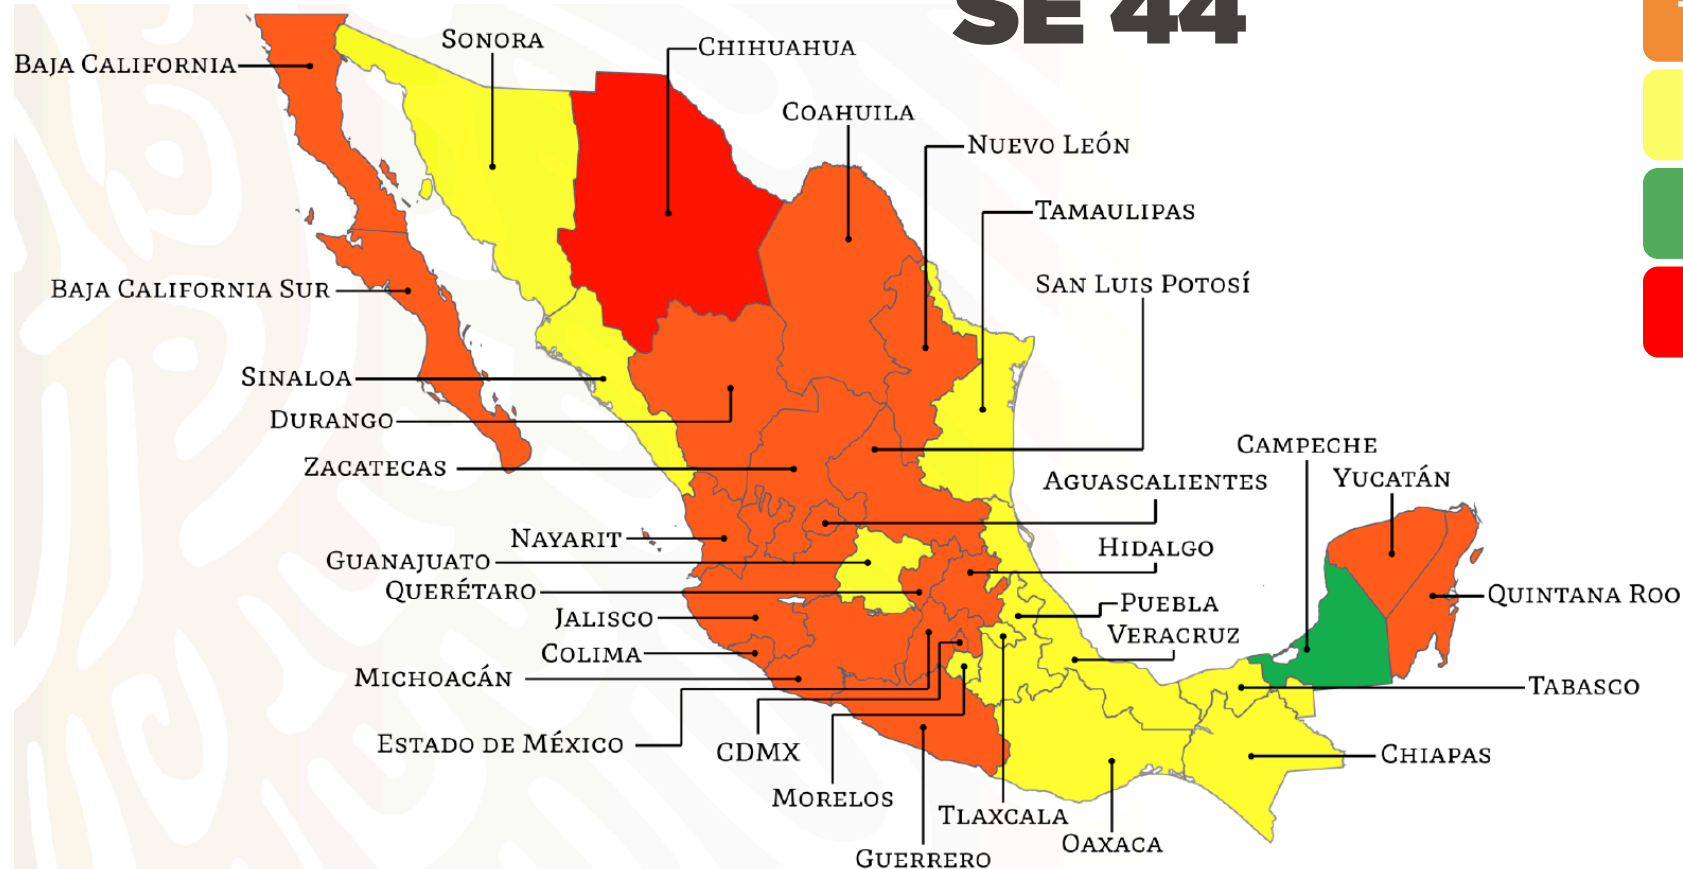 SE 44
SONORA
CHIHUAHUA
BAJA CALIFORNIA
COAHUILA
NUEVO LEÓN
TAMAULIPAS
SAN LUIS POTOSÍ
BAJA CALIFORNIA SUR
SINALOA
DURANGO
CAMPECHE
ZACATECAS
YUCATÁN
AGUASCALIENTES
NAYARIT
HIDALGO
GUANAJUATO
QUERÉTARO
QUINTANA ROO
PUEBLA
JALISCO
VERACRUZ
COLIMA
MICHOACÁN
TABASCO
ESTADO DE MÉXICO
CDMX
CHIAPAS
MORELOS
TLAXCALA
OAXACA
GUERRERO